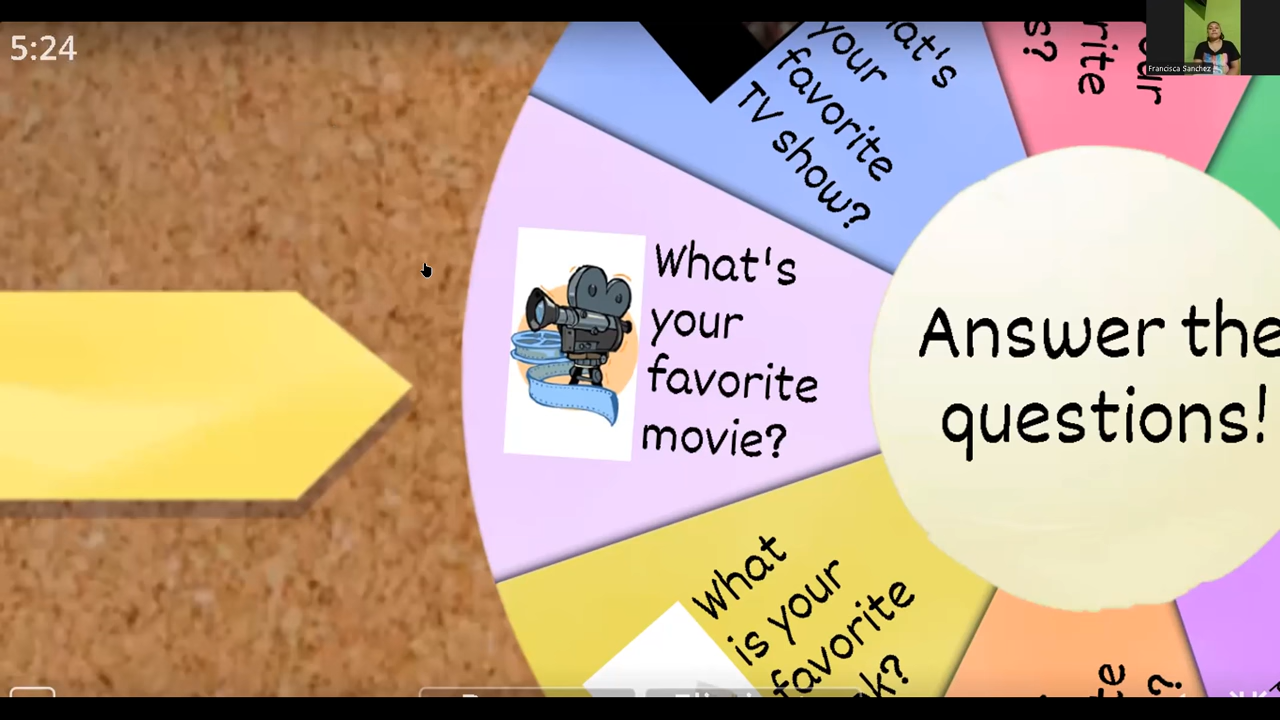 5:24
your
favorite
TV show?
Francisca Sanchez
What's
your
favorite
movie?
Answer the
questions!
What
is your
favorite